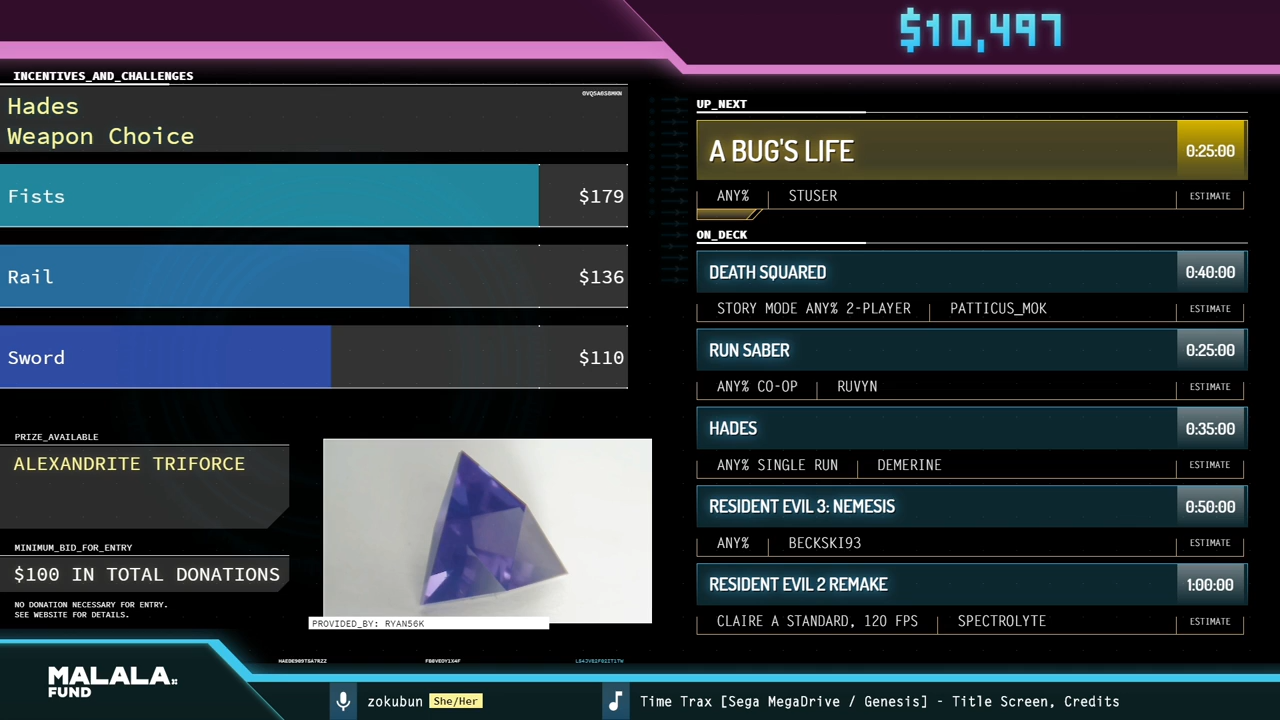 $10,497
INCENTIVES_AND_CHALLENGES
Hades
Weapon Choice
Fists $179
Rail $136
Sword $110
PRIZE_AVAILABLE
ALEXANDRITE TRIFORCE
MINIMUM_BID_FOR_ENTRY
$100 IN TOTAL DONATIONS
NO DONATION NECESSARY FOR ENTRY.
SEE WEBSITE FOR DETAILS.
PROVIDED_BY: RYAN56K
UP_NEXT
A BUG'S LIFE 0:25:00
ANY% STUSER ESTIMATE
ON_DECK
DEATH SQUARED 0:40:00
STORY MODE ANY% 2-PLAYER PATTICUS_MOK ESTIMATE
RUN SABER 0:25:00
ANY% CO-OP RUVYN ESTIMATE
HADES 0:35:00
ANY% SINGLE RUN DEMERINE ESTIMATE
RESIDENT EVIL 3: NEMESIS 0:50:00
ANY% BECKSKI93 ESTIMATE
RESIDENT EVIL 2 REMAKE 1:00:00
CLAIRE A STANDARD, 120 FPS SPECTROLYTE ESTIMATE
MALALA
FUND
zokubun She/Her
Time Trax [Sega MegaDrive / Genesis] - Title Screen, Credits